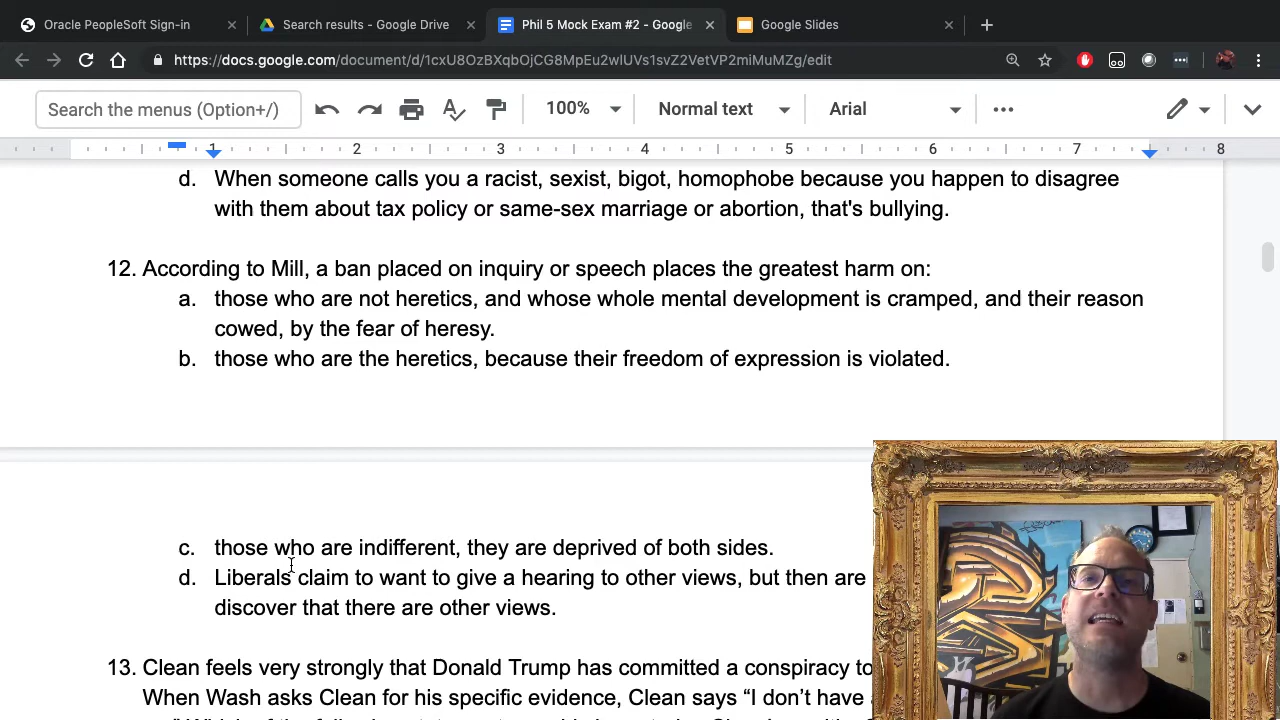 Oracle PeopleSoft Sign-in
Search results - Google Drive
Phil 5 Mock Exam #2 - Google
Google Slides
https://docs.google.com/document/d/1cxU8OzBXqbOjCG8MpEu2wlUVs1svZ2VetVP2miMuMZg/edit
Search the menus (Option+/)
100%
Normal text
Arial
1 2 3 4 5 6 7 8
d. When someone calls you a racist, sexist, bigot, homophobe because you happen to disagree
with them about tax policy or same-sex marriage or abortion, that's bullying.
12. According to Mill, a ban placed on inquiry or speech places the greatest harm on:
a. those who are not heretics, and whose whole mental development is cramped, and their reason
cowed, by the fear of heresy.
b. those who are the heretics, because their freedom of expression is violated.
c. those who are indifferent, they are deprived of both sides.
d. Liberals claim to want to give a hearing to other views, but then are
discover that there are other views.
13. Clean feels very strongly that Donald Trump has committed a conspiracy to
When Wash asks Clean for his specific evidence, Clean says “I don't have